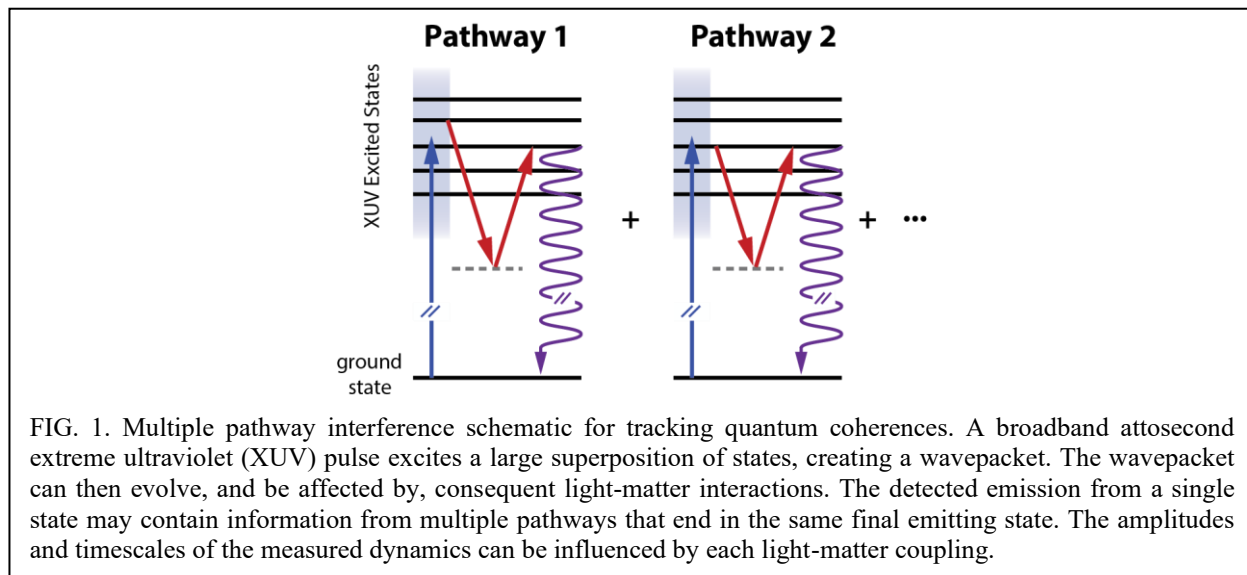 Pathway 1
Pathway 2
XUV Excited States
+
+ •••
ground
state
FIG. 1. Multiple pathway interference schematic for tracking quantum coherences. A broadband attosecond
extreme ultraviolet (XUV) pulse excites a large superposition of states, creating a wavepacket. The wavepacket
can then evolve, and be affected by, consequent light-matter interactions. The detected emission from a single
state may contain information from multiple pathways that end in the same final emitting state. The amplitudes
and timescales of the measured dynamics can be influenced by each light-matter coupling.